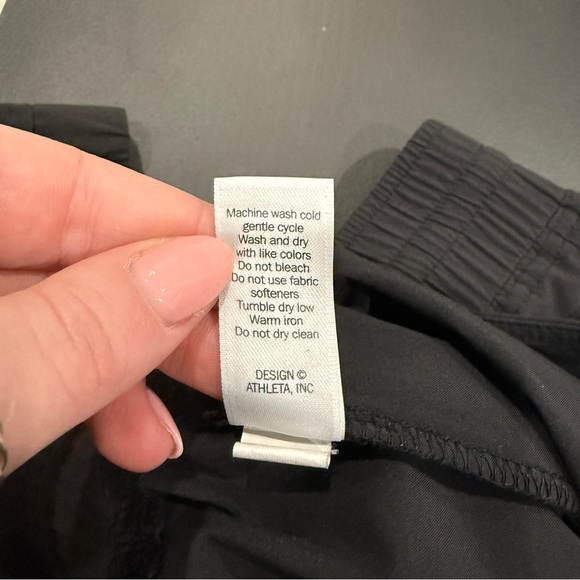 Machine wash cold
gentle cycle
Wash and dry
with like colors
Do not bleach
Do not use fabric
softeners
Tumble dry low
Warm iron
Do not dry clean
DESIGN ©
ATHLETA, INC